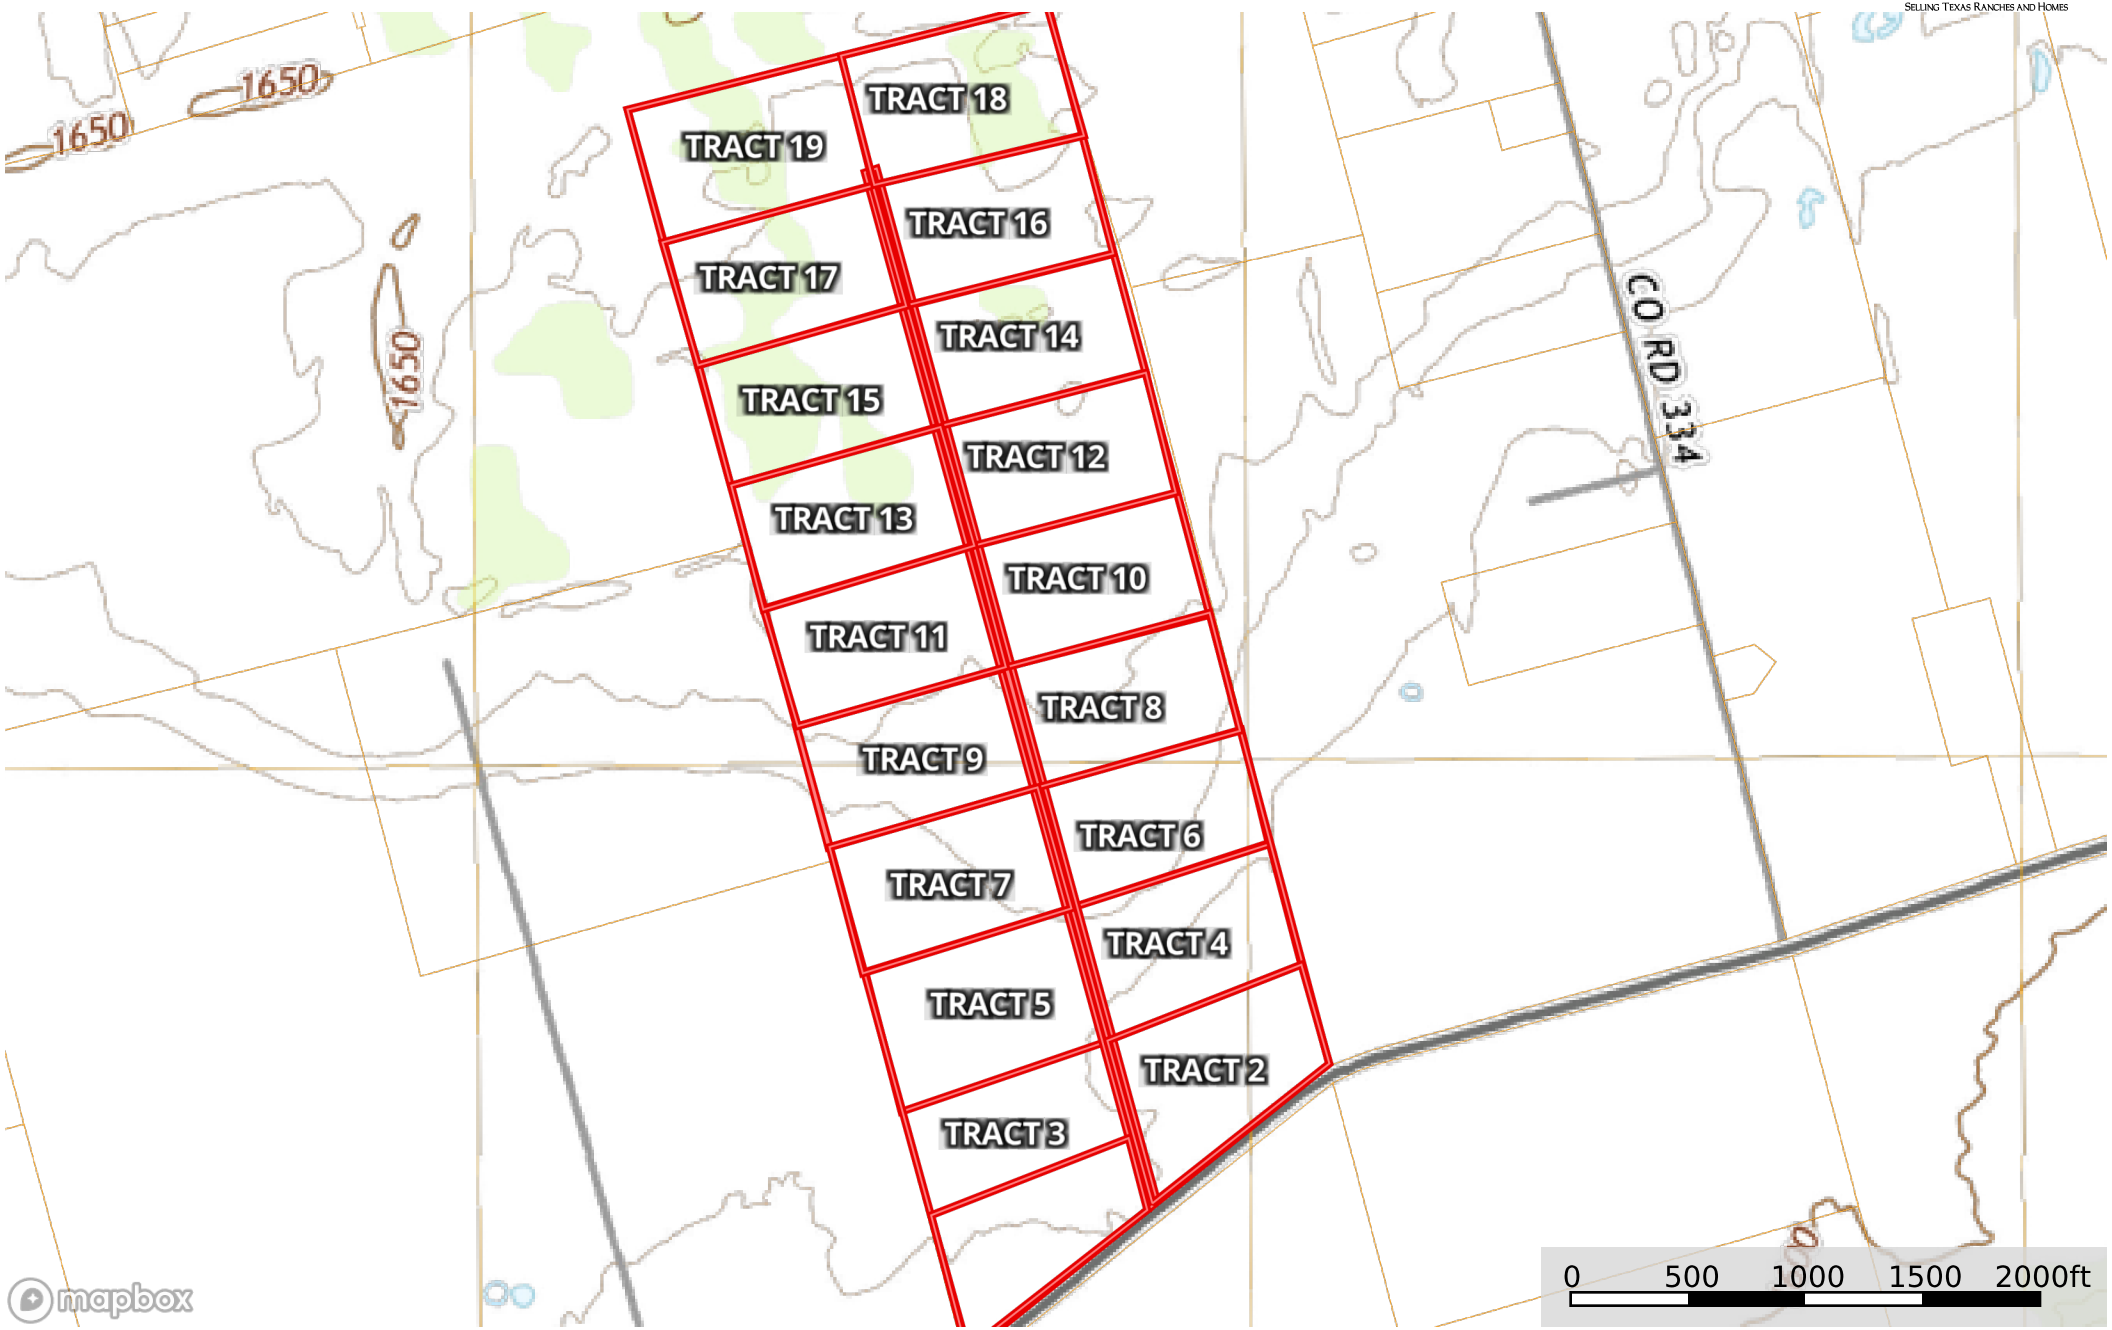 SELLING TEXAS RANCHES AND HOMES
1650
1650
1650
TRACT 18
TRACT 19
TRACT 16
TRACT 17
TRACT 14
TRACT 15
TRACT 12
TRACT 13
TRACT 10
TRACT 11
TRACT 8
TRACT 9
TRACT 6
TRACT 7
TRACT 4
TRACT 5
TRACT 2
TRACT 3
CO RD 334
mapbox
0 500 1000 1500 2000ft